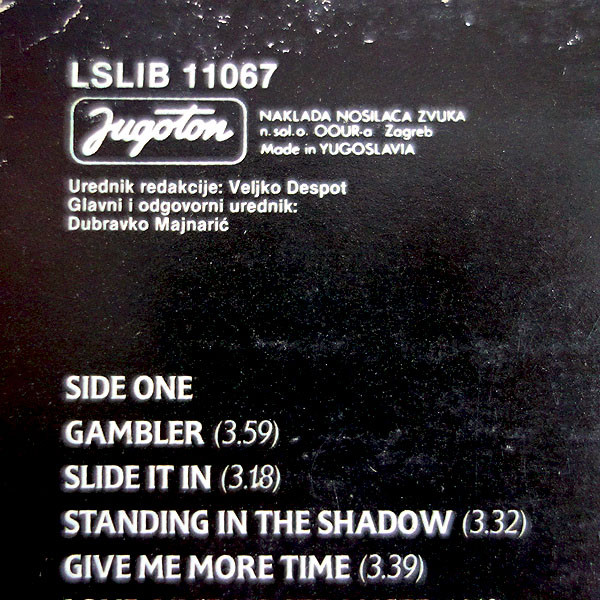 LSLIB 11067
Jugoton
NAKLADA NOSILACA ZVUKA
n. sol. o. OOUR-a Zagreb
Made in YUGOSLAVIA
Urednik redakcije: Veljko Despot
Glavni i odgovorni urednik:
Dubravko Majnarić
SIDE ONE
GAMBLER (3.59)
SLIDE IT IN (3.18)
STANDING IN THE SHADOW (3.32)
GIVE ME MORE TIME (3.39)